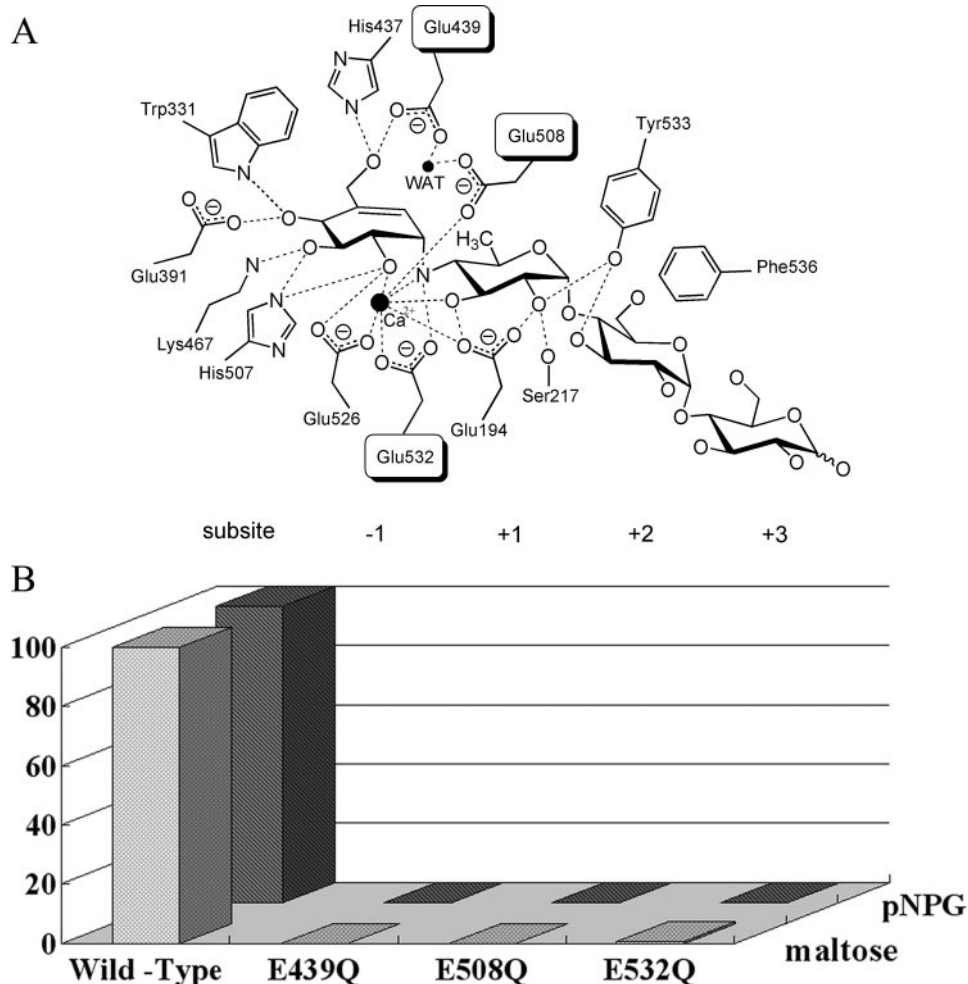 A
His437
Glu439
Trp331
Glu508
Tyr533
N
N
N
O
O
WAT
O
O
H₃C
O
Phe536
Glu391
Lys467
His507
Ca²⁺
Glu526
Glu532
Glu194
Ser217
subsite -1 +1 +2 +3
B
100
80
60
40
20
0
pNPG
maltose
Wild -Type E439Q E508Q E532Q